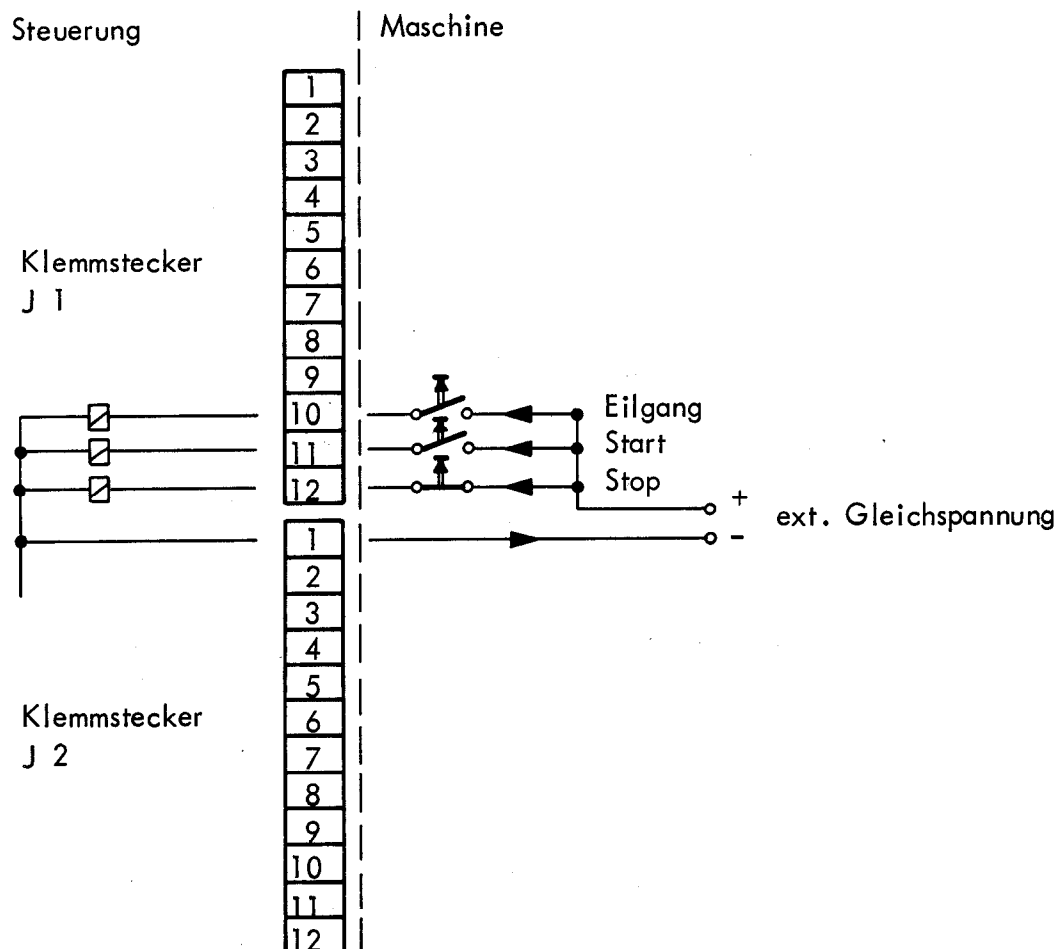 Steuerung
Maschine
1
2
3
4
5
Klemmstecker
J 1
6
7
8
9
10
Eilgang
11
Start
12
Stop
+
ext. Gleichspannung
1
-
2
3
4
5
Klemmstecker
J 2
6
7
8
9
10
11
12